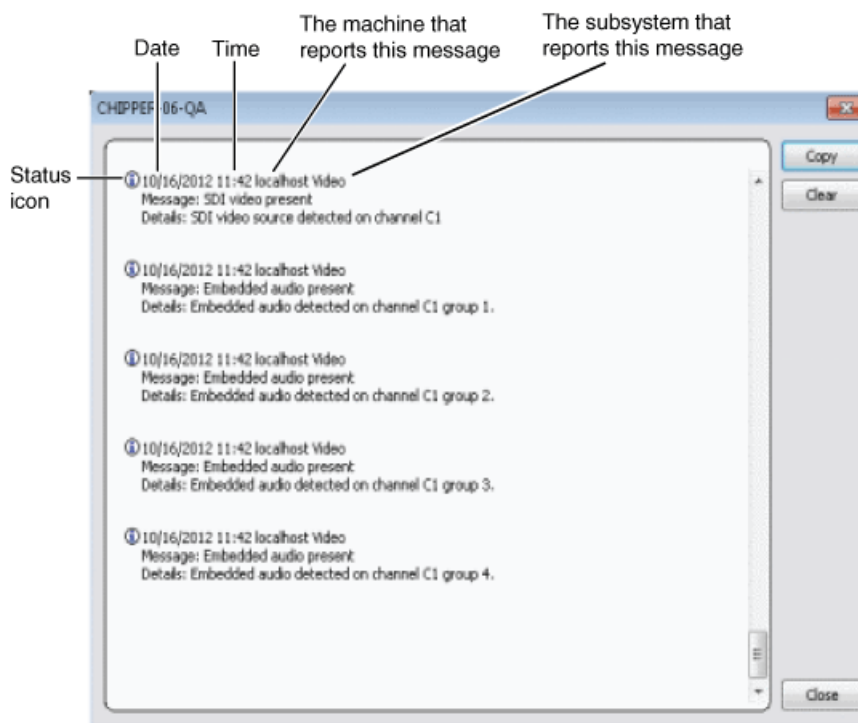 Date
Time
The machine that
reports this message
The subsystem that
reports this message
CHIPPER-06-QA
Status
icon
10/16/2012 11:42 localhost Video
Message: SDI video present
Details: SDI video source detected on channel C1
10/16/2012 11:42 localhost Video
Message: Embedded audio present
Details: Embedded audio detected on channel C1 group 1.
10/16/2012 11:42 localhost Video
Message: Embedded audio present
Details: Embedded audio detected on channel C1 group 2.
10/16/2012 11:42 localhost Video
Message: Embedded audio present
Details: Embedded audio detected on channel C1 group 3.
10/16/2012 11:42 localhost Video
Message: Embedded audio present
Details: Embedded audio detected on channel C1 group 4.
Copy
Clear
Close